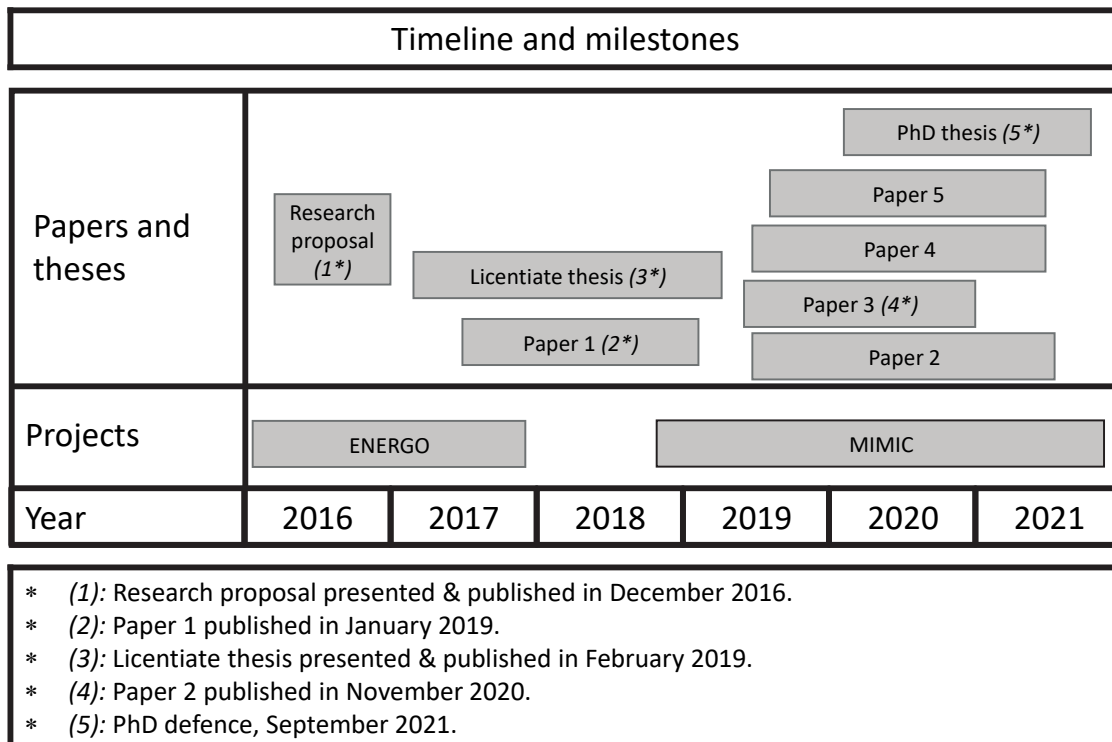 Timeline and milestones
Papers and
theses
PhD thesis (5*)
Paper 5
Research
proposal
(1*)
Paper 4
Licentiate thesis (3*)
Paper 3 (4*)
Paper 1 (2*)
Paper 2
Projects
ENERGO
MIMIC
Year 2016 2017 2018 2019 2020 2021
* (1): Research proposal presented & published in December 2016.
* (2): Paper 1 published in January 2019.
* (3): Licentiate thesis presented & published in February 2019.
* (4): Paper 2 published in November 2020.
* (5): PhD defence, September 2021.